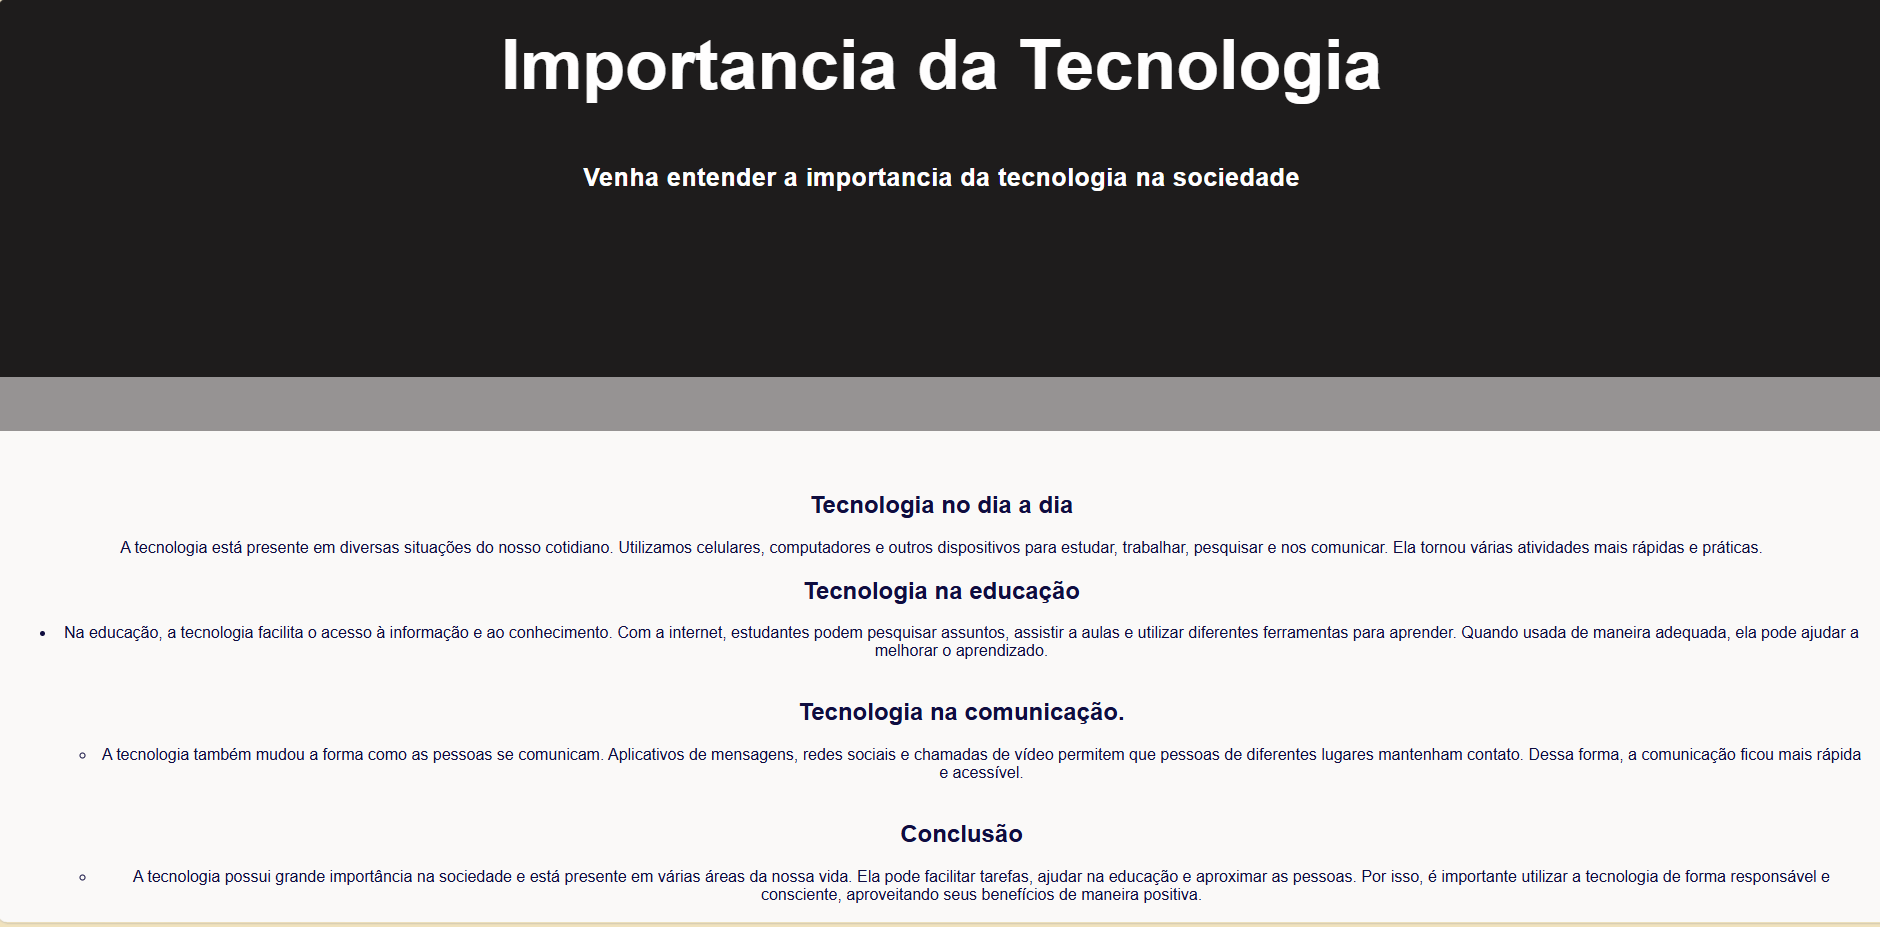 Importancia da Tecnologia
Venha entender a importancia da tecnologia na sociedade
Tecnologia no dia a dia
A tecnologia está presente em diversas situações do nosso cotidiano. Utilizamos celulares, computadores e outros dispositivos para estudar, trabalhar, pesquisar e nos comunicar. Ela tornou várias atividades mais rápidas e práticas.
Tecnologia na educação
• Na educação, a tecnologia facilita o acesso à informação e ao conhecimento. Com a internet, estudantes podem pesquisar assuntos, assistir a aulas e utilizar diferentes ferramentas para aprender. Quando usada de maneira adequada, ela pode ajudar a
melhorar o aprendizado.
Tecnologia na comunicação.
◦ A tecnologia também mudou a forma como as pessoas se comunicam. Aplicativos de mensagens, redes sociais e chamadas de vídeo permitem que pessoas de diferentes lugares mantenham contato. Dessa forma, a comunicação ficou mais rápida
e acessível.
Conclusão
◦ A tecnologia possui grande importância na sociedade e está presente em várias áreas da nossa vida. Ela pode facilitar tarefas, ajudar na educação e aproximar as pessoas. Por isso, é importante utilizar a tecnologia de forma responsável e
consciente, aproveitando seus benefícios de maneira positiva.